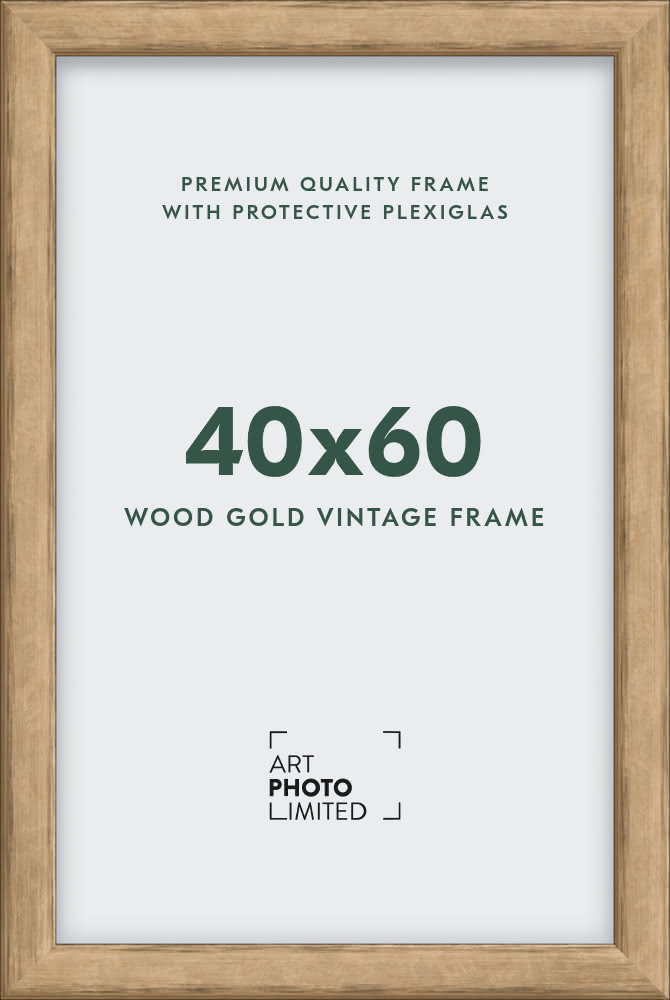 PREMIUM QUALITY FRAME
WITH PROTECTIVE PLEXIGLAS
40x60
WOOD GOLD VINTAGE FRAME
ART
PHOTO
LIMITED